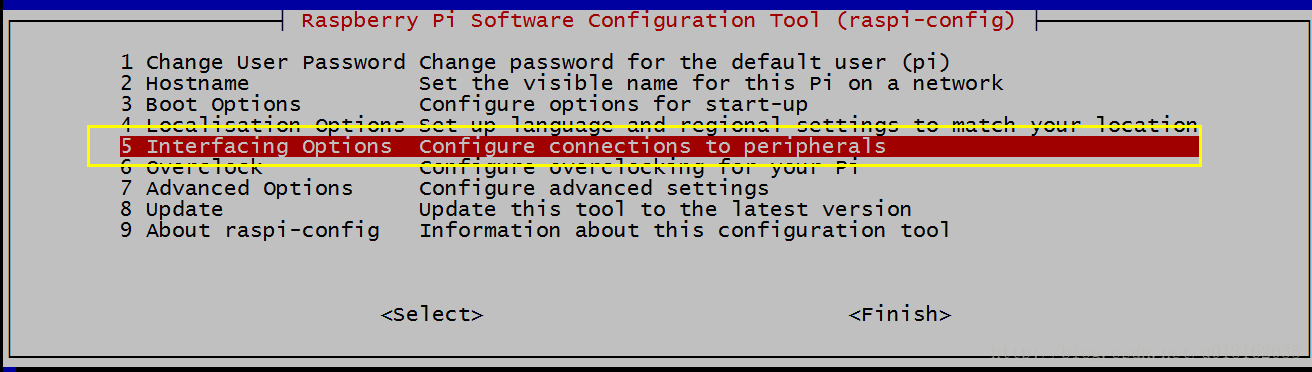 Raspberry Pi Software Configuration Tool (raspi-config)
1 Change User Password Change password for the default user (pi)
2 Hostname Set the visible name for this Pi on a network
3 Boot Options Configure options for start-up
4 Localisation Options Set up language and regional settings to match your location
5 Interfacing Options Configure connections to peripherals
6 Overclock Configure overclocking for your Pi
7 Advanced Options Configure advanced settings
8 Update Update this tool to the latest version
9 About raspi-config Information about this configuration tool
<Select> <Finish>